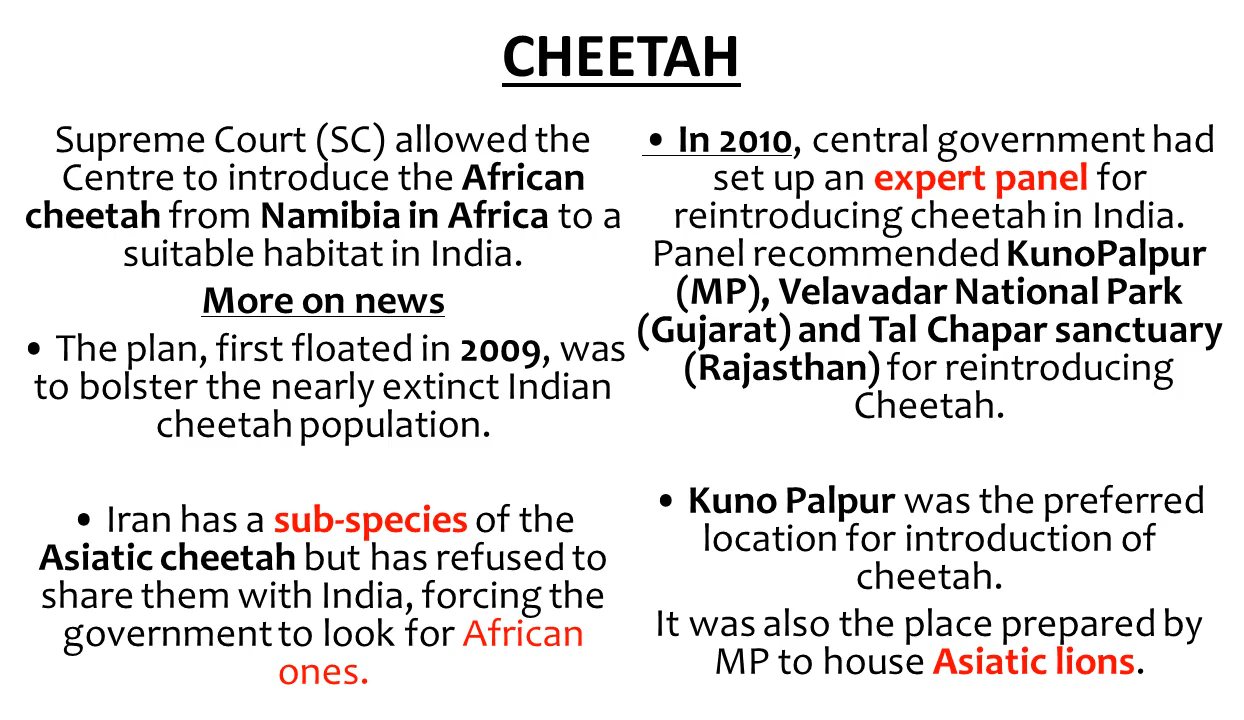 CHEETAH
Supreme Court (SC) allowed the
Centre to introduce the African
cheetah from Namibia in Africa to a
suitable habitat in India.
More on news
• The plan, first floated in 2009, was
to bolster the nearly extinct Indian
cheetah population.
• Iran has a sub-species of the
Asiatic cheetah but has refused to
share them with India, forcing the
government to look for African
ones.
• In 2010, central government had
set up an expert panel for
reintroducing cheetah in India.
Panel recommended KunoPalpur
(MP), Velavadar National Park
(Gujarat) and Tal Chapar sanctuary
(Rajasthan) for reintroducing
Cheetah.
• Kuno Palpur was the preferred
location for introduction of
cheetah.
It was also the place prepared by
MP to house Asiatic lions.